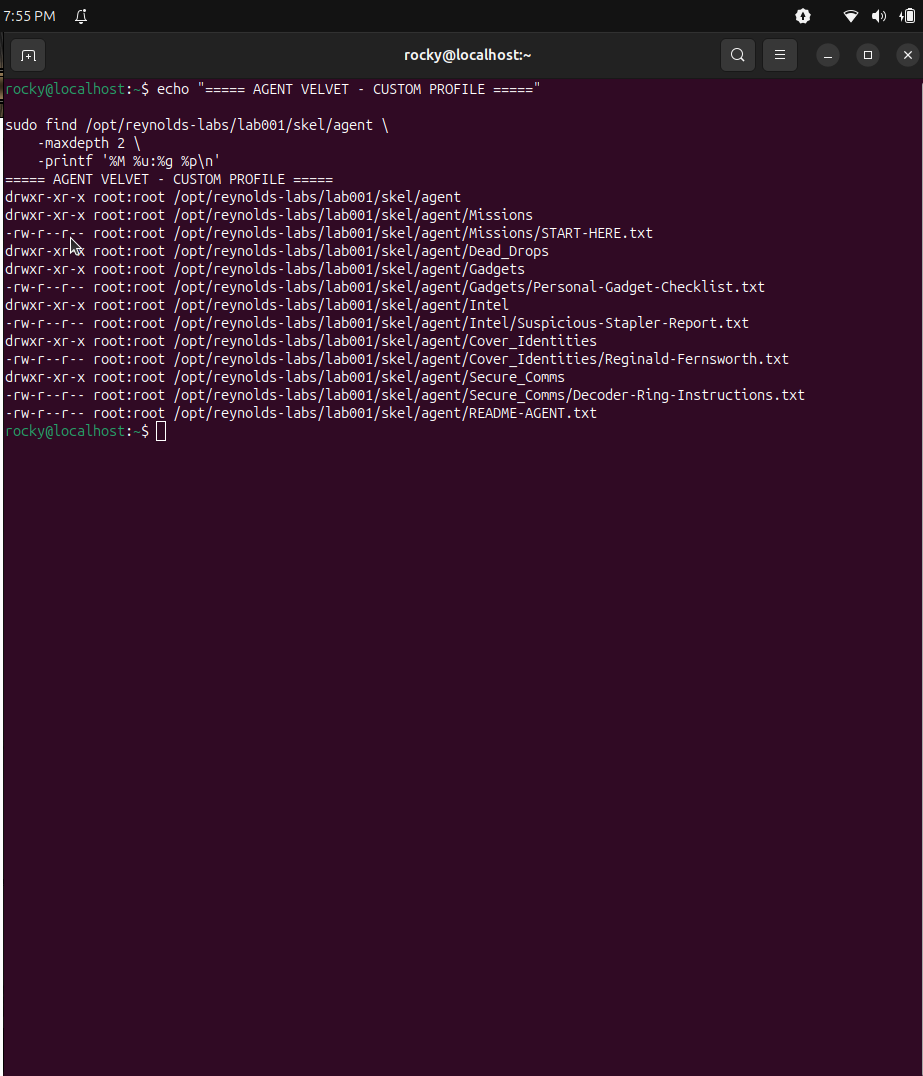 7:55 PM
rocky@localhost:~
rocky@localhost:~$ echo "===== AGENT VELVET - CUSTOM PROFILE ====="
sudo find /opt/reynolds-labs/lab001/skel/agent \
    -maxdepth 2 \
    -printf '%M %u:%g %p\n'
===== AGENT VELVET - CUSTOM PROFILE =====
drwxr-xr-x root:root /opt/reynolds-labs/lab001/skel/agent
drwxr-xr-x root:root /opt/reynolds-labs/lab001/skel/agent/Missions
-rw-r--r-- root:root /opt/reynolds-labs/lab001/skel/agent/Missions/START-HERE.txt
drwxr-xr-x root:root /opt/reynolds-labs/lab001/skel/agent/Dead_Drops
drwxr-xr-x root:root /opt/reynolds-labs/lab001/skel/agent/Gadgets
-rw-r--r-- root:root /opt/reynolds-labs/lab001/skel/agent/Gadgets/Personal-Gadget-Checklist.txt
drwxr-xr-x root:root /opt/reynolds-labs/lab001/skel/agent/Intel
-rw-r--r-- root:root /opt/reynolds-labs/lab001/skel/agent/Intel/Suspicious-Stapler-Report.txt
drwxr-xr-x root:root /opt/reynolds-labs/lab001/skel/agent/Cover_Identities
-rw-r--r-- root:root /opt/reynolds-labs/lab001/skel/agent/Cover_Identities/Reginald-Fernsworth.txt
drwxr-xr-x root:root /opt/reynolds-labs/lab001/skel/agent/Secure_Comms
-rw-r--r-- root:root /opt/reynolds-labs/lab001/skel/agent/Secure_Comms/Decoder-Ring-Instructions.txt
-rw-r--r-- root:root /opt/reynolds-labs/lab001/skel/agent/README-AGENT.txt
rocky@localhost:~$